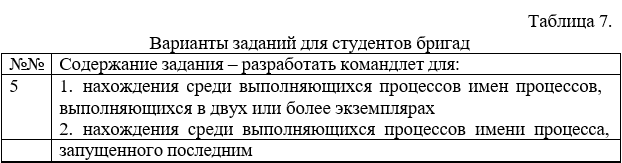 Таблица 7.
Варианты заданий для студентов бригад
№№ Содержание задания – разработать командлет для:
5 1. нахождения среди выполняющихся процессов имен процессов,
выполняющихся в двух или более экземплярах
2. нахождения среди выполняющихся процессов имени процесса,
запущенного последним